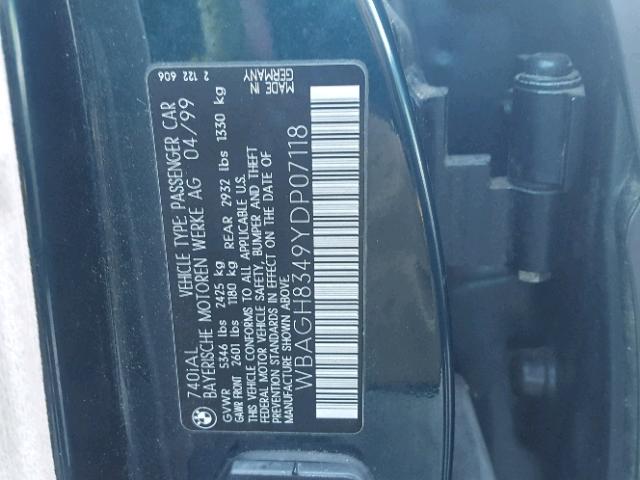 740iAL VEHICLE TYPE: PASSENGER CAR
BAYERISCHE MOTOREN WERKE AG 04/99
GVWR 5346 lbs 2425 kg
GAWR FRONT 2601 lbs 1180 kg REAR 2932 lbs 1330 kg
THIS VEHICLE CONFORMS TO ALL APPLICABLE U.S.
FEDERAL MOTOR VEHICLE SAFETY, BUMPER AND THEFT
PREVENTION STANDARDS IN EFFECT ON THE DATE OF
MANUFACTURE SHOWN ABOVE.
WBAGH8349YDP07118
2 122 606
MADE IN
GERMANY
BMW